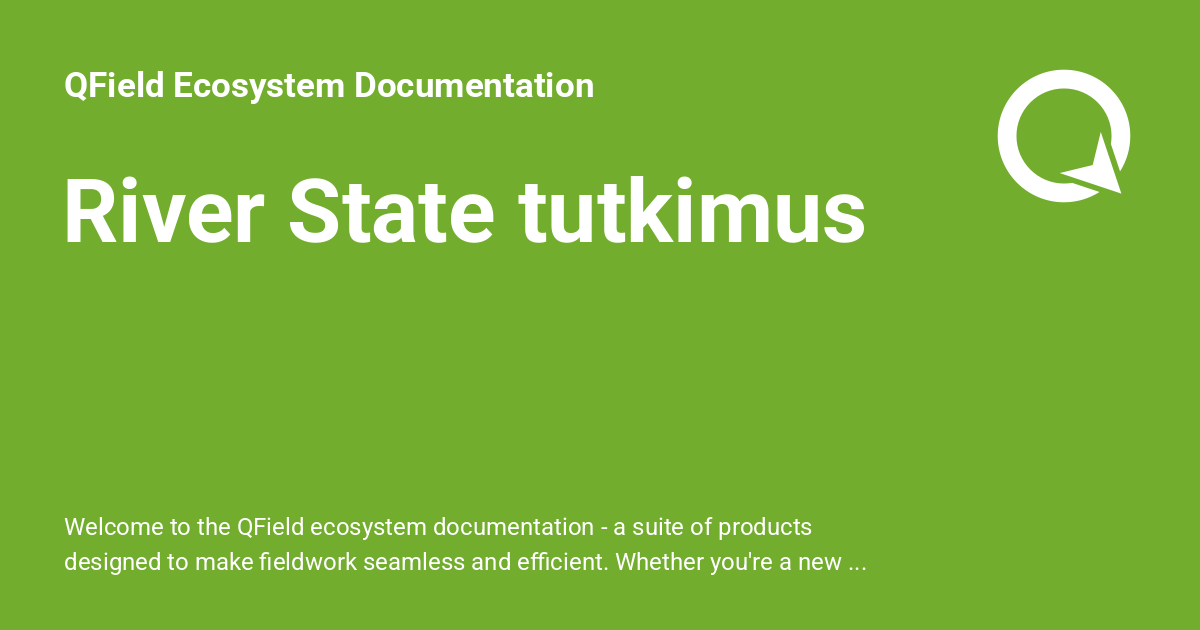 QField Ecosystem Documentation
River State tutkimus
Welcome to the QField ecosystem documentation - a suite of products
designed to make fieldwork seamless and efficient. Whether you're a new ...